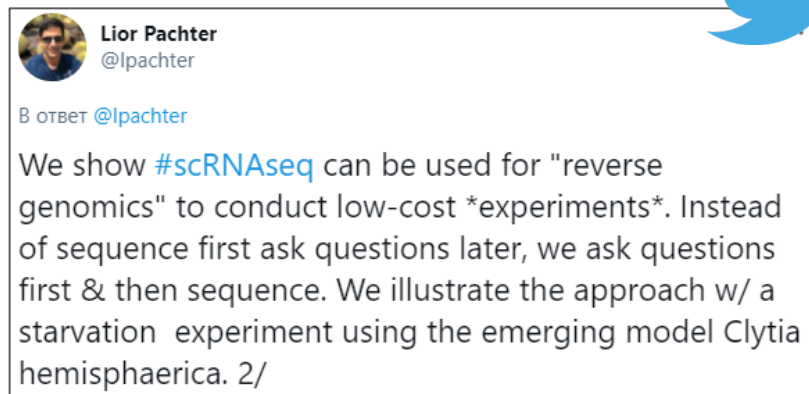 Lior Pachter
@lpachter
В ответ @lpachter
We show #scRNAseq can be used for "reverse
genomics" to conduct low-cost *experiments*. Instead
of sequence first ask questions later, we ask questions
first & then sequence. We illustrate the approach w/ a
starvation experiment using the emerging model Clytia
hemisphaerica. 2/